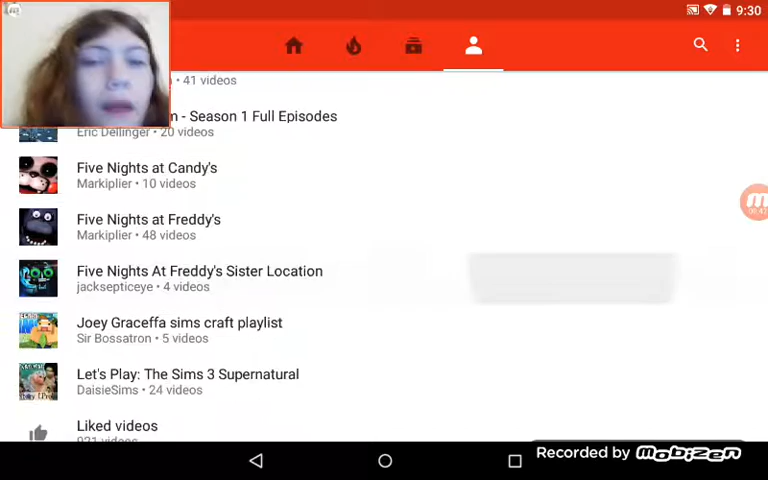 9:30
• 41 videos
m - Season 1 Full Episodes
Eric Dellinger • 20 videos
Five Nights at Candy's
Markiplier • 10 videos
Five Nights at Freddy's
Markiplier • 48 videos
Five Nights At Freddy's Sister Location
jacksepticeye • 4 videos
Joey Graceffa sims craft playlist
Sir Bossatron • 5 videos
Let's Play: The Sims 3 Supernatural
DaisieSims • 24 videos
Liked videos
921 videos
Recorded by mobizen